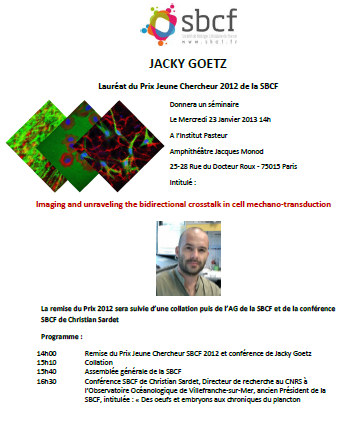 sbcf
www.sbcf.fr
JACKY GOETZ
Lauréat du Prix Jeune Chercheur 2012 de la SBCF
Donnera un séminaire
Le Mercredi 23 Janvier 2013 14h
A l'Institut Pasteur
Amphithéâtre Jacques Monod
25-28 Rue du Docteur Roux - 75015 Paris
Intitulé :
Imaging and unraveling the bidirectional crosstalk in cell mechano-transduction
La remise du Prix 2012 sera suivie d'une collation puis de l'AG de la SBCF et de la conférence
SBCF de Christian Sardet
Programme :
14h00 Remise du Prix Jeune Chercheur SBCF 2012 et conférence de Jacky Goetz
15h10 Collation
15h40 Assemblée générale de la SBCF
16h30 Conférence SBCF de Christian Sardet, Directeur de recherche au CNRS à
l'Observatoire Océanologique de Villefranche-sur-Mer, ancien Président de la
SBCF, intitulée : « Des oeufs et embryons aux chroniques du plancton